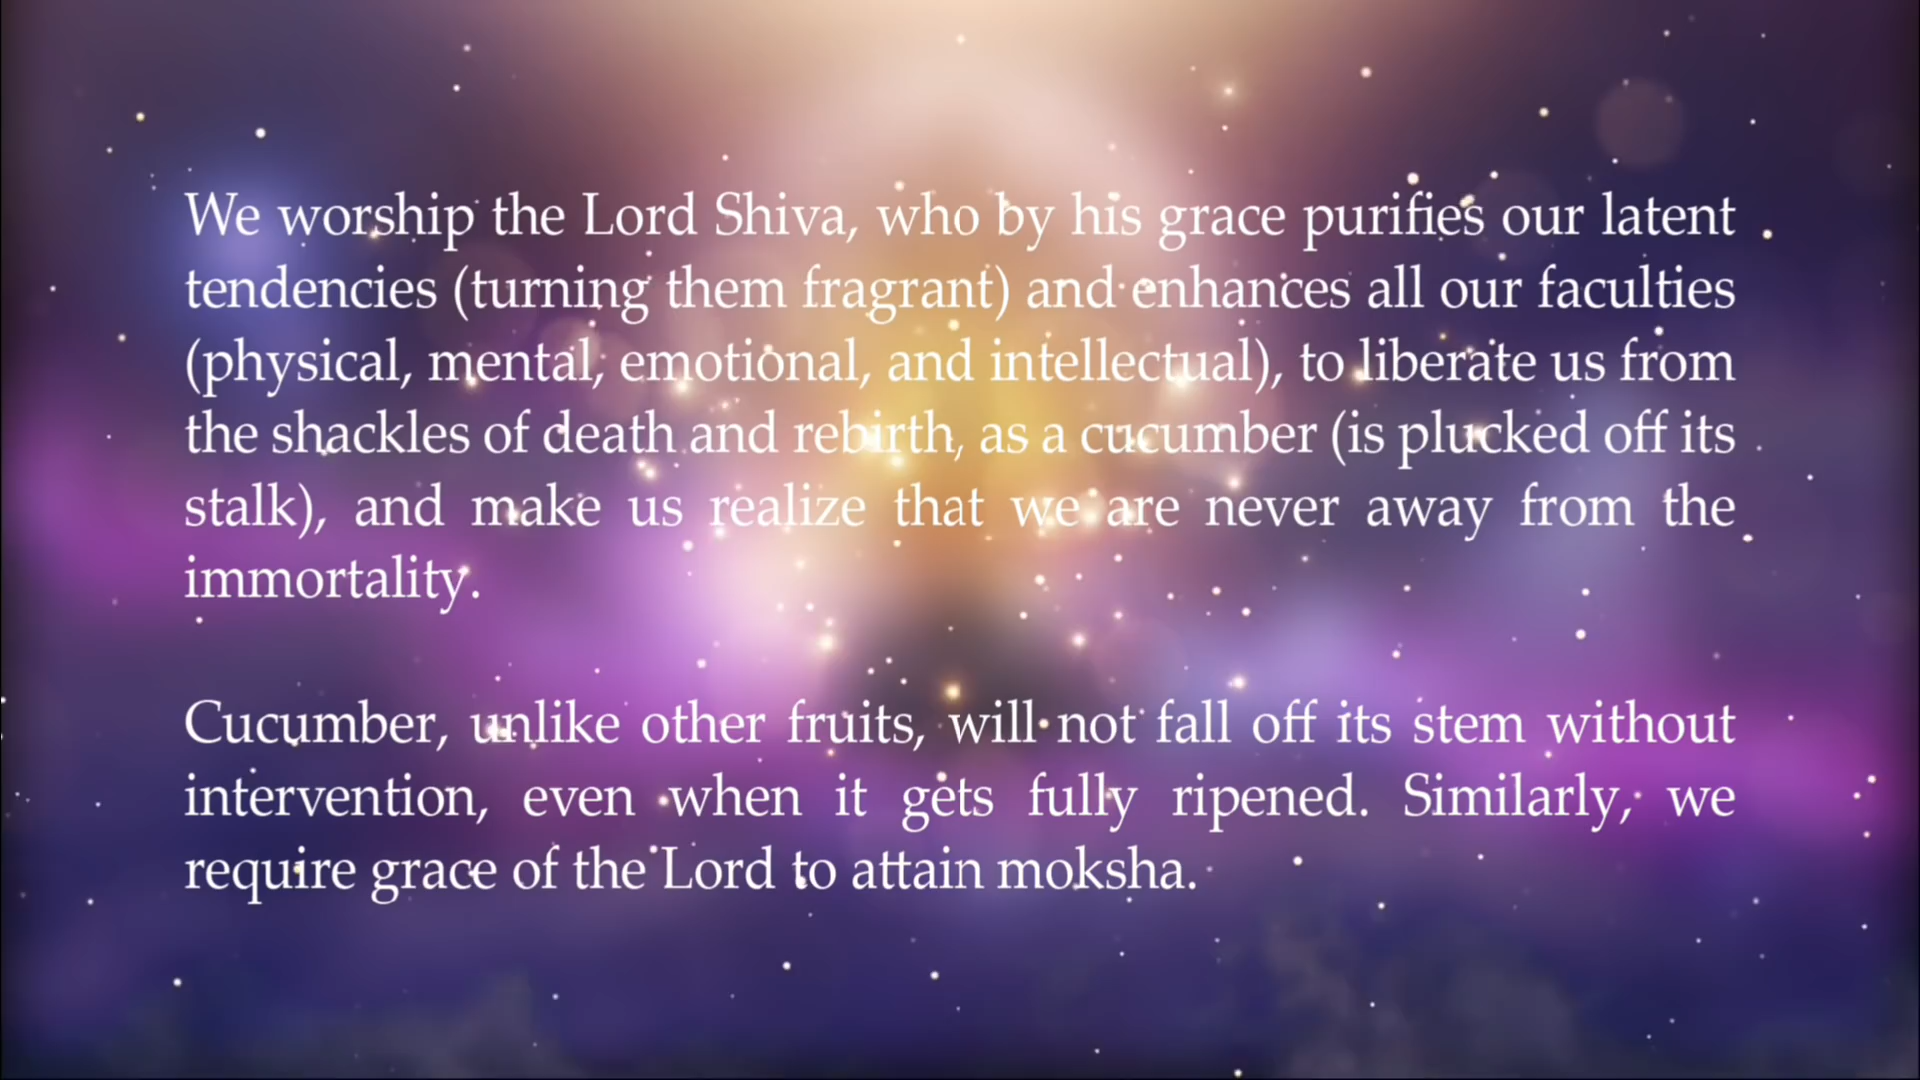 We worship the Lord Shiva, who by his grace purifies our latent
tendencies (turning them fragrant) and enhances all our faculties
(physical, mental, emotional, and intellectual), to liberate us from
the shackles of death and rebirth, as a cucumber (is plucked off its
stalk), and make us realize that we are never away from the
immortality.
Cucumber, unlike other fruits, will not fall off its stem without
intervention, even when it gets fully ripened. Similarly, we
require grace of the Lord to attain moksha.